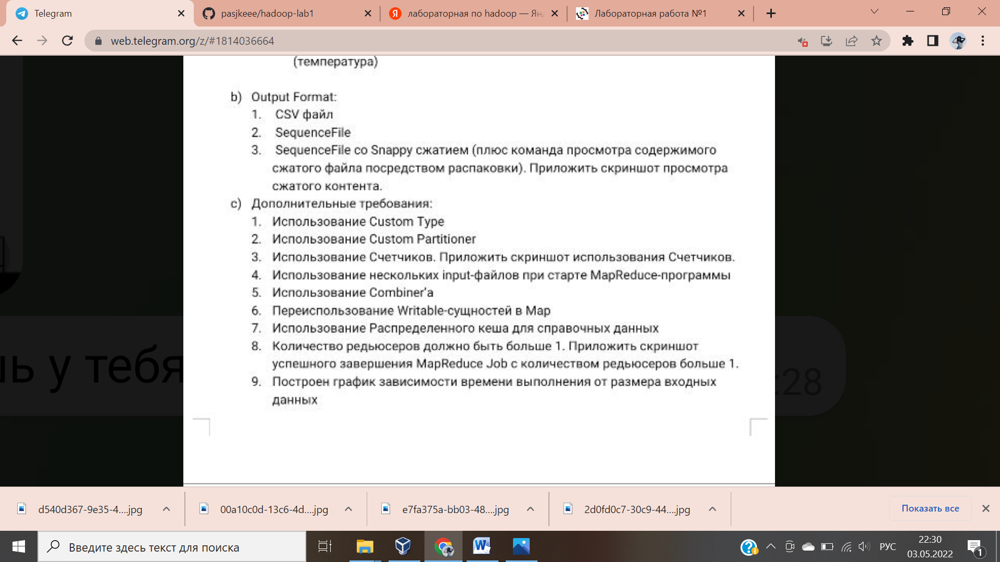 Telegram
pasjkeee/hadoop-lab1
Я лабораторная по hadoop — Янд
Лабораторная работа №1
web.telegram.org/z/#1814036664
(температура)
b) Output Format:
1. CSV файл
2. SequenceFile
3. SequenceFile со Snappy сжатием (плюс команда просмотра содержимого
сжатого файла посредством распаковки). Приложить скриншот просмотра
сжатого контента.
c) Дополнительные требования:
1. Использование Custom Type
2. Использование Custom Partitioner
3. Использование Счетчиков. Приложить скриншот использования Счетчиков.
4. Использование нескольких input-файлов при старте MapReduce-программы
5. Использование Combiner'а
6. Переиспользование Writable-сущностей в Map
7. Использование Распределенного кеша для справочных данных
8. Количество редьюсеров должно быть больше 1. Приложить скриншот
успешного завершения MapReduce Job с количеством редьюсеров больше 1.
9. Построен график зависимости времени выполнения от размера входных
данных
ь у тебя
:28
d540d367-9e35-4....jpg
00a10c0d-13c6-4d....jpg
e7fa375a-bb03-48....jpg
2d0fd0c7-30c9-44....jpg
Показать все
Введите здесь текст для поиска
W
РУС
22:30
03.05.2022
1